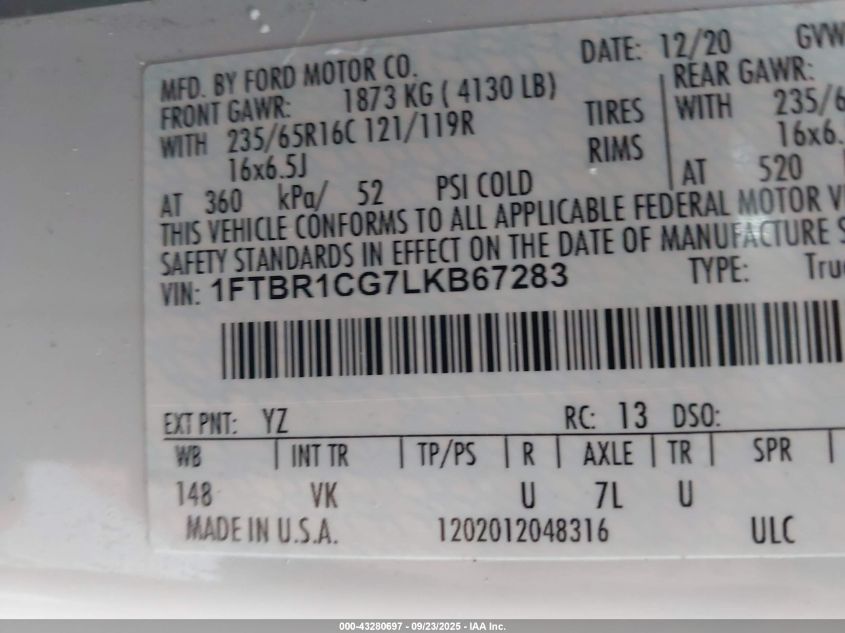 MFD. BY FORD MOTOR CO. DATE: 12/20 GVW
FRONT GAWR: 1873 KG ( 4130 LB) REAR GAWR:
WITH 235/65R16C 121/119R TIRES WITH 235/6
16x6.5J RIMS 16x6.
AT 360 kPa/ 52 PSI COLD AT 520
THIS VEHICLE CONFORMS TO ALL APPLICABLE FEDERAL MOTOR V
SAFETY STANDARDS IN EFFECT ON THE DATE OF MANUFACTURE S
VIN: 1FTBR1CG7LKB67283 TYPE: Tru
EXT PNT: YZ RC: 13 DSO:
WB | INT TR | TP/PS | R | AXLE | TR | SPR |
148 VK U 7L U
MADE IN U.S.A. 1202012048316 ULC
000-43280697 - 09/23/2025 - IAA Inc.